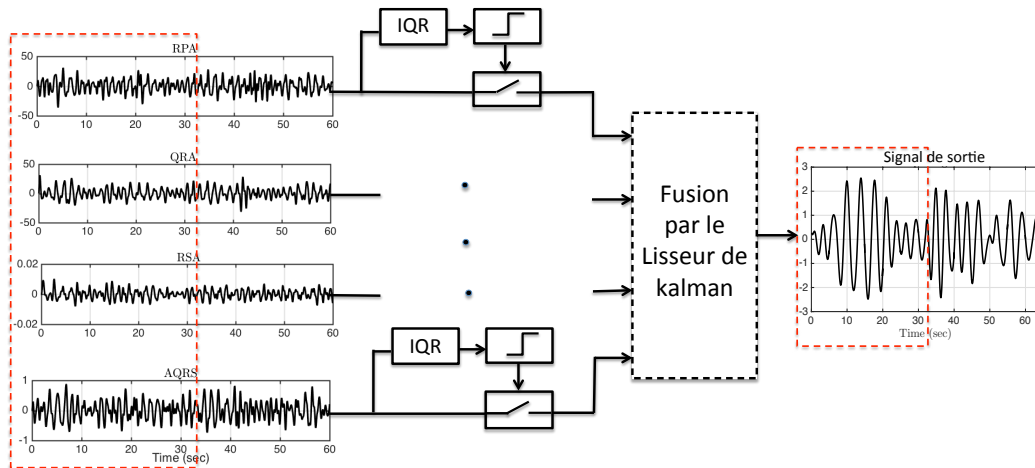 RPA
50
0
-50
0 10 20 30 40 50 60
QRA
50
0
-50
0 10 20 30 40 50 60
RSA
0.02
0
-0.02
0 10 20 30 40 50 60
AQRS
1
0
-1
0 10 20 30 40 50 60
Time (sec)
IQR
IQR
Fusion
par le
Lisseur de
kalman
Signal de sortie
3
2
1
0
-1
-2
-3
0 10 20 30 40 50 60
Time (sec)